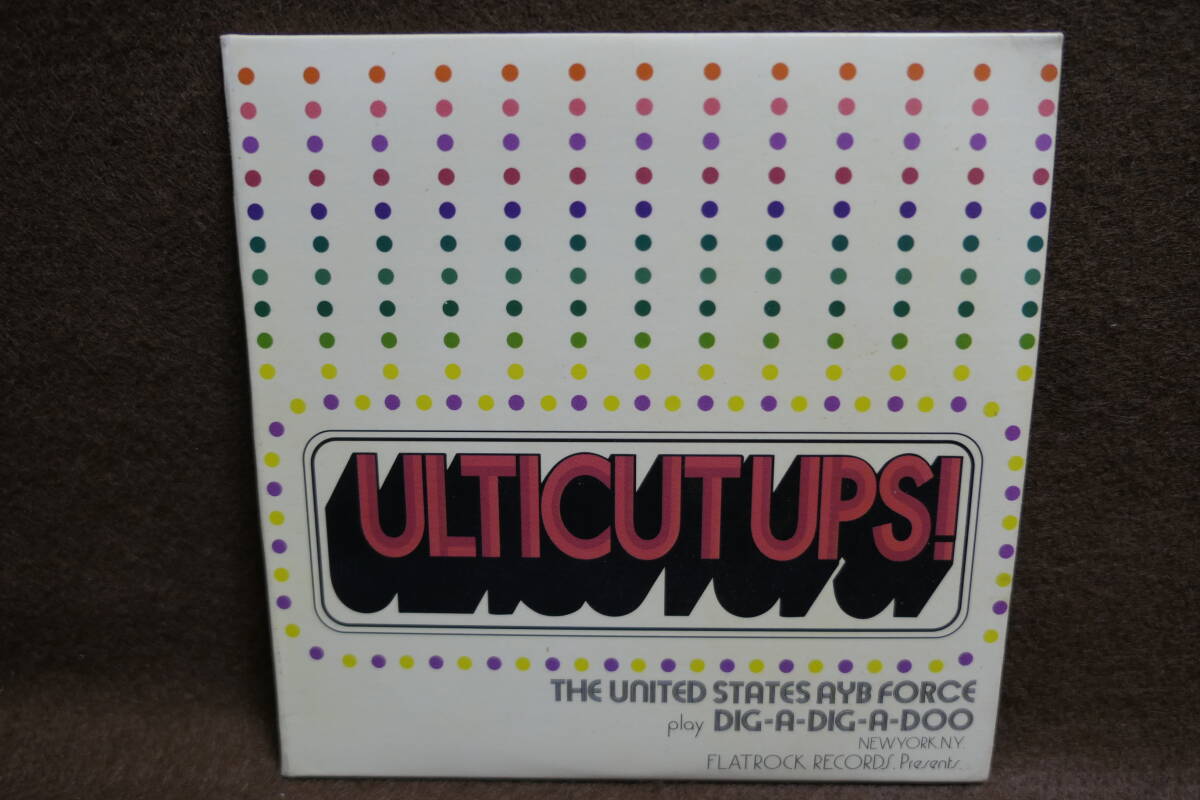 ULTICUTUPS!
THE UNITED STATES AYB FORCE
play DIG-A-DIG-A-DOO
NEWYORK.N.Y.
FLATROCK RECORDS. Presents.